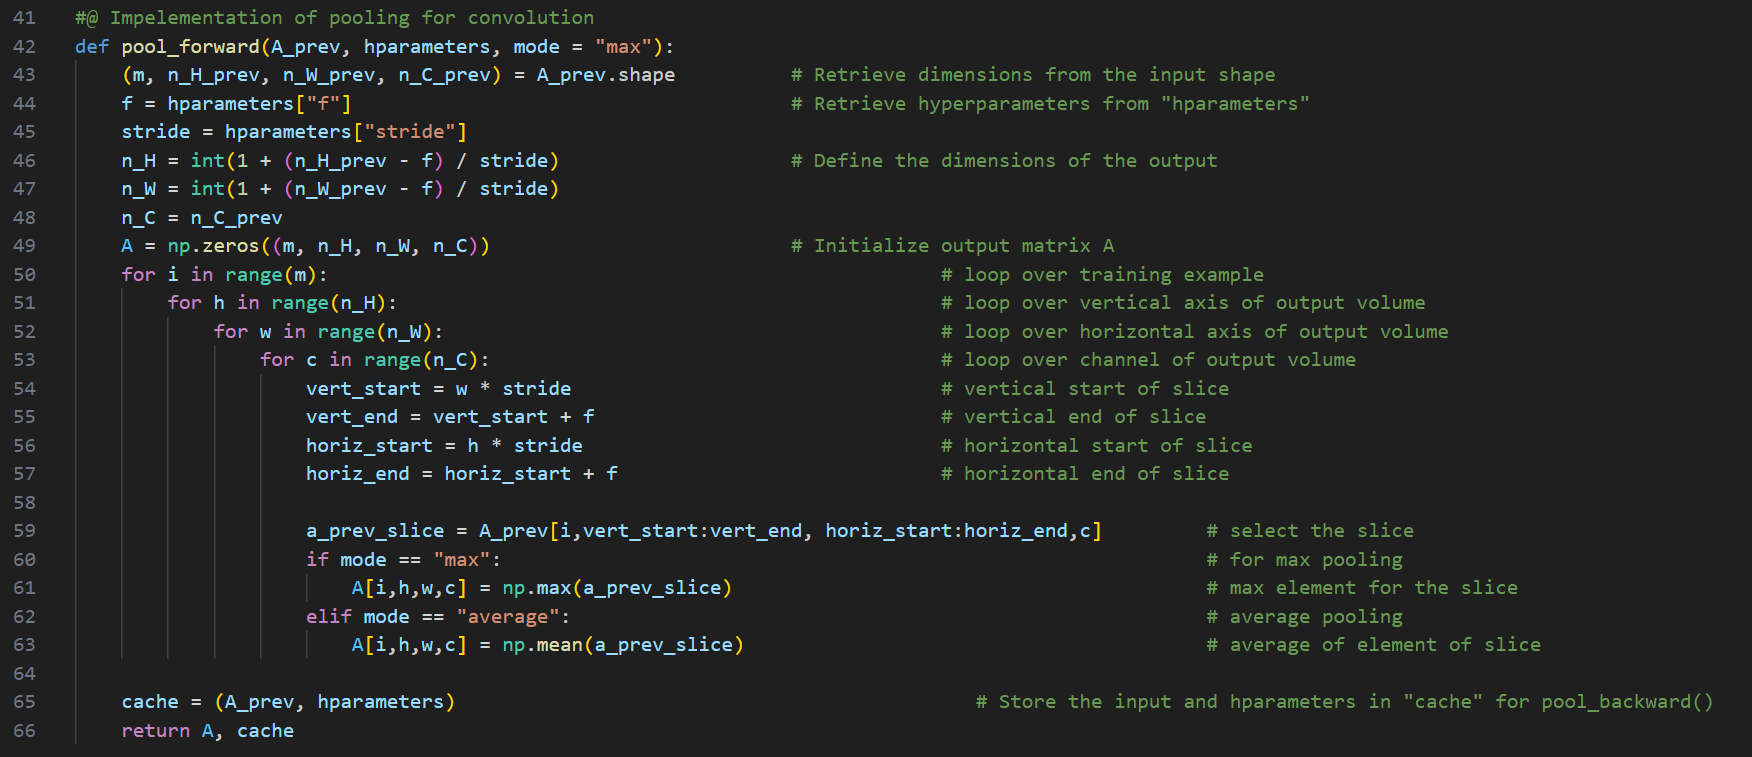 41 #@ Impelementation of pooling for convolution
42 def pool_forward(A_prev, hparameters, mode = "max"):
43 (m, n_H_prev, n_W_prev, n_C_prev) = A_prev.shape # Retrieve dimensions from the input shape
44 f = hparameters["f"] # Retrieve hyperparameters from "hparameters"
45 stride = hparameters["stride"]
46 n_H = int(1 + (n_H_prev - f) / stride) # Define the dimensions of the output
47 n_W = int(1 + (n_W_prev - f) / stride)
48 n_C = n_C_prev
49 A = np.zeros((m, n_H, n_W, n_C)) # Initialize output matrix A
50 for i in range(m): # loop over training example
51 for h in range(n_H): # loop over vertical axis of output volume
52 for w in range(n_W): # loop over horizontal axis of output volume
53 for c in range(n_C): # loop over channel of output volume
54 vert_start = w * stride # vertical start of slice
55 vert_end = vert_start + f # vertical end of slice
56 horiz_start = h * stride # horizontal start of slice
57 horiz_end = horiz_start + f # horizontal end of slice
58
59 a_prev_slice = A_prev[i,vert_start:vert_end, horiz_start:horiz_end,c] # select the slice
60 if mode == "max": # for max pooling
61 A[i,h,w,c] = np.max(a_prev_slice) # max element for the slice
62 elif mode == "average": # average pooling
63 A[i,h,w,c] = np.mean(a_prev_slice) # average of element of slice
64
65 cache = (A_prev, hparameters) # Store the input and hparameters in "cache" for pool_backward()
66 return A, cache